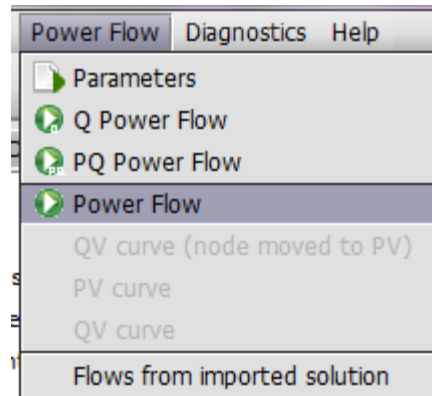 Power Flow Diagnostics Help
Parameters
Q Power Flow
PQ Power Flow
Power Flow
QV curve (node moved to PV)
PV curve
QV curve
Flows from imported solution